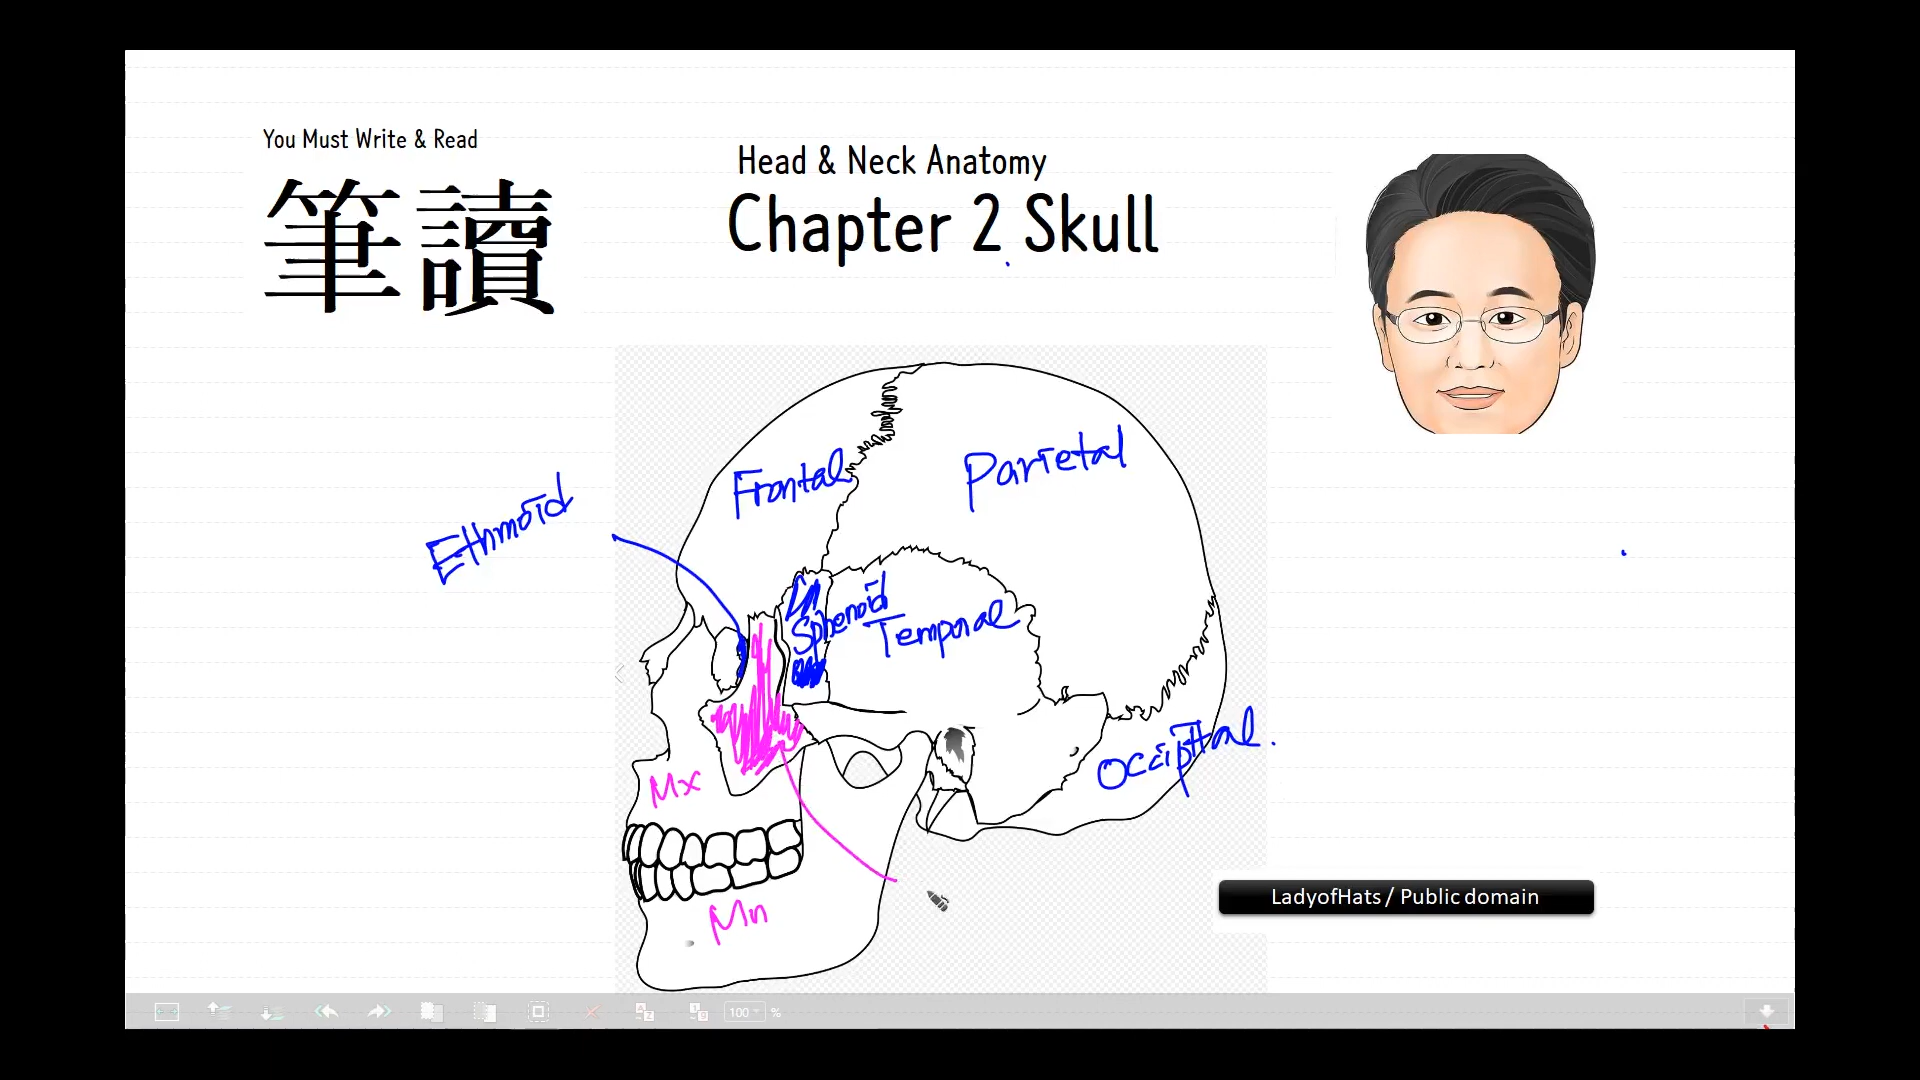 You Must Write & Read
筆讀
Head & Neck Anatomy
Chapter 2 Skull
Frontal
Parietal
Ethmoid
Sphenoid
Temporal
Occipital.
Mx
Mn
LadyofHats / Public domain
100 %